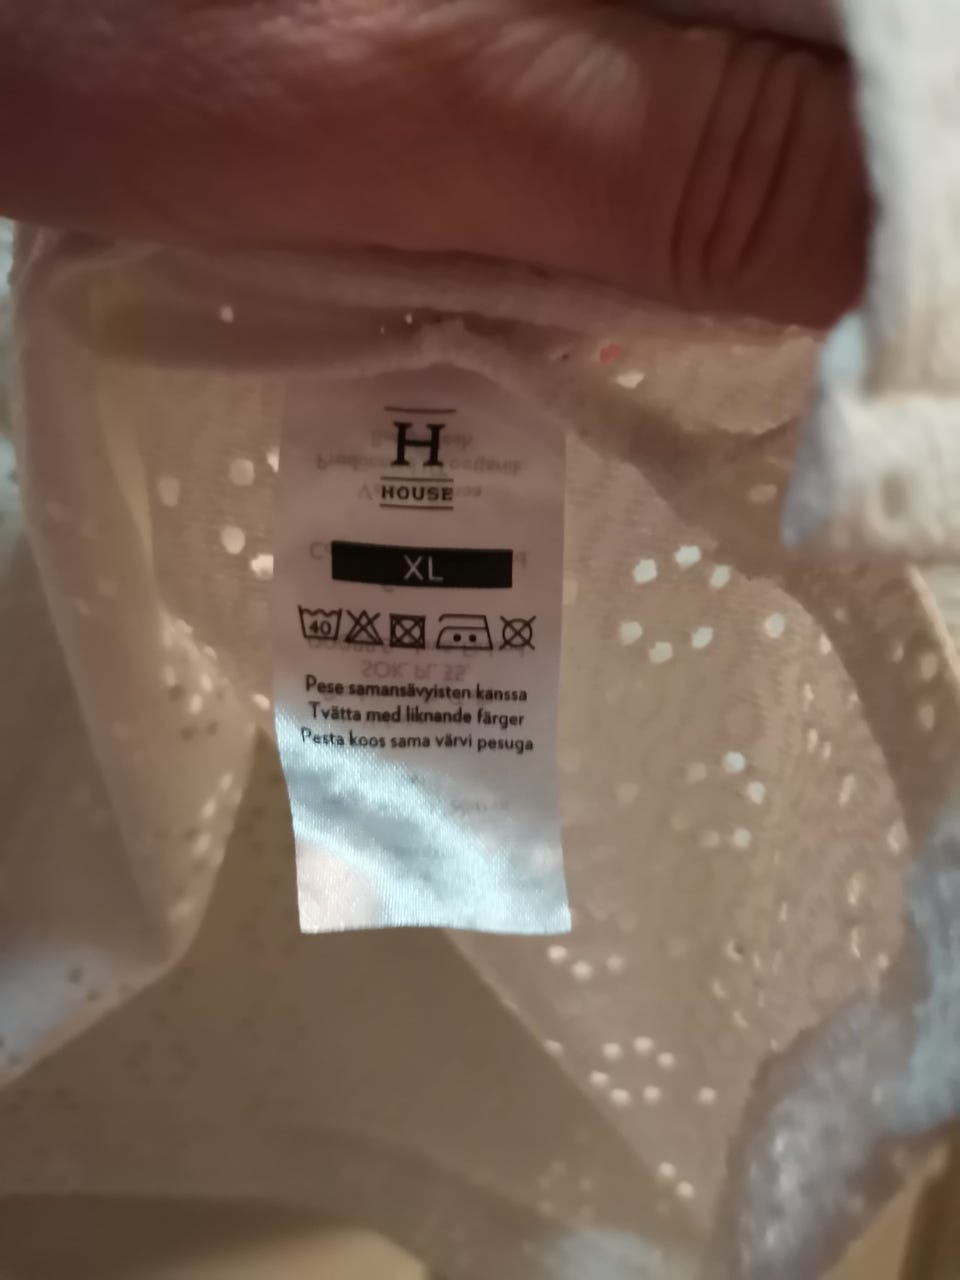 H
HOUSE
XL
40
Pese samansävyisten kanssa
Tvätta med liknande färger
Pesta koos sama värvi pesuga